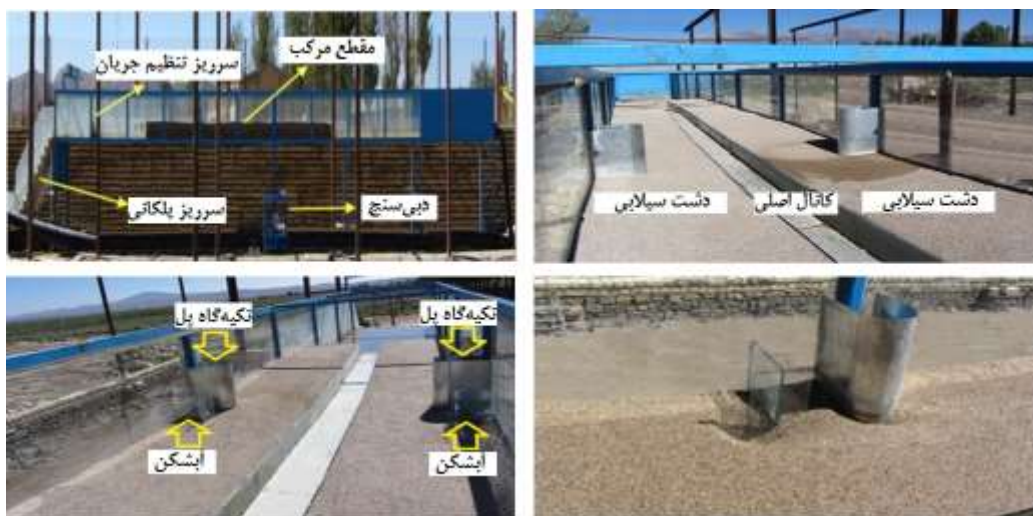 سرریز تنظیم جریان
مقطع مرکب
سرریز پلکانی
دبی‌سنج
دشت سیلابی
کانال اصلی
دشت سیلابی
تکیه‌گاه پل
تکیه‌گاه پل
آبشکن
آبشکن